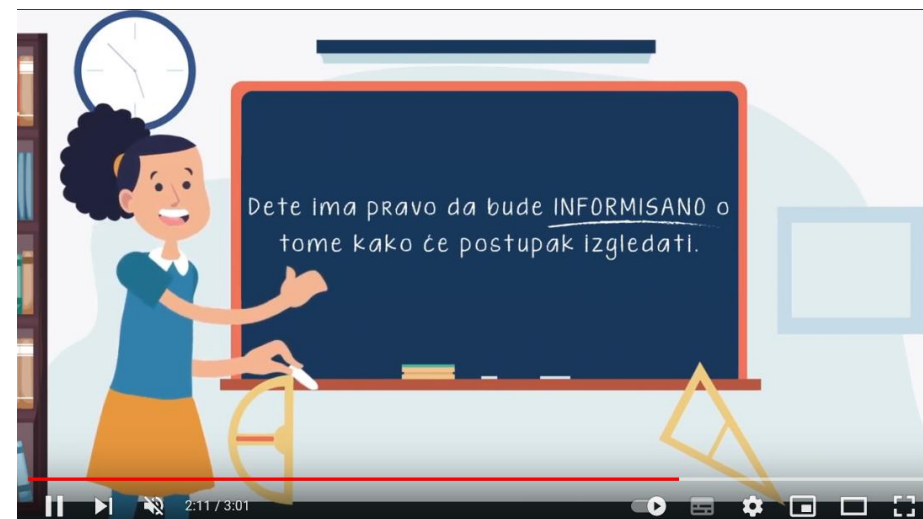 Dete ima pravo da bude INFORMISANO o
tome kako će postupak izgledati.
2:11 / 3:01